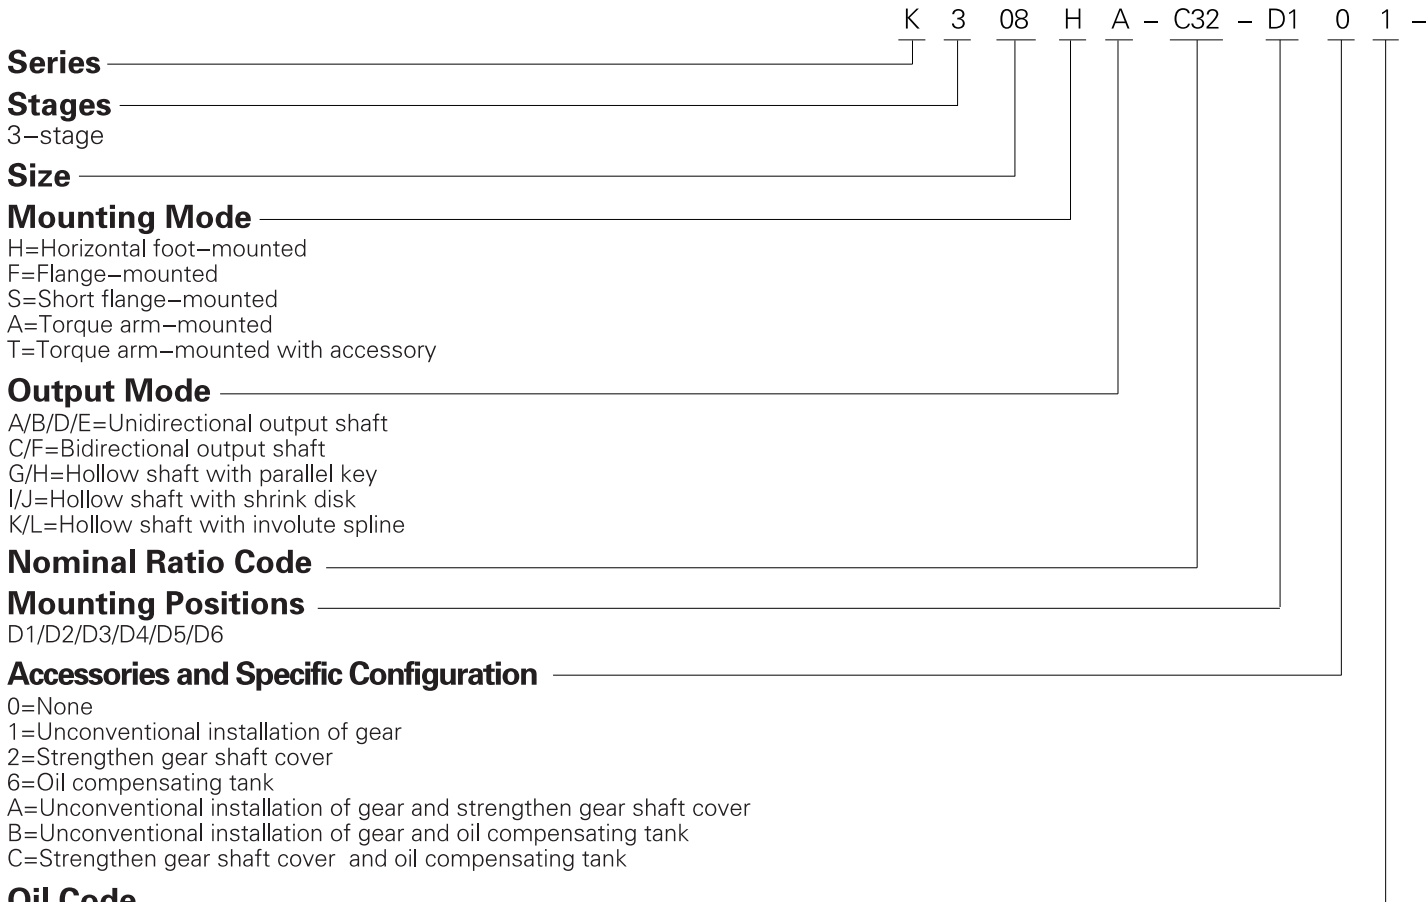 K 3 08 H A – C32 – D1 0 1 –
Series
Stages
3–stage
Size
Mounting Mode
H=Horizontal foot–mounted
F=Flange–mounted
S=Short flange–mounted
A=Torque arm–mounted
T=Torque arm–mounted with accessory
Output Mode
A/B/D/E=Unidirectional output shaft
C/F=Bidirectional output shaft
G/H=Hollow shaft with parallel key
I/J=Hollow shaft with shrink disk
K/L=Hollow shaft with involute spline
Nominal Ratio Code
Mounting Positions
D1/D2/D3/D4/D5/D6
Accessories and Specific Configuration
0=None
1=Unconventional installation of gear
2=Strengthen gear shaft cover
6=Oil compensating tank
A=Unconventional installation of gear and strengthen gear shaft cover
B=Unconventional installation of gear and oil compensating tank
C=Strengthen gear shaft cover and oil compensating tank
Oil Code